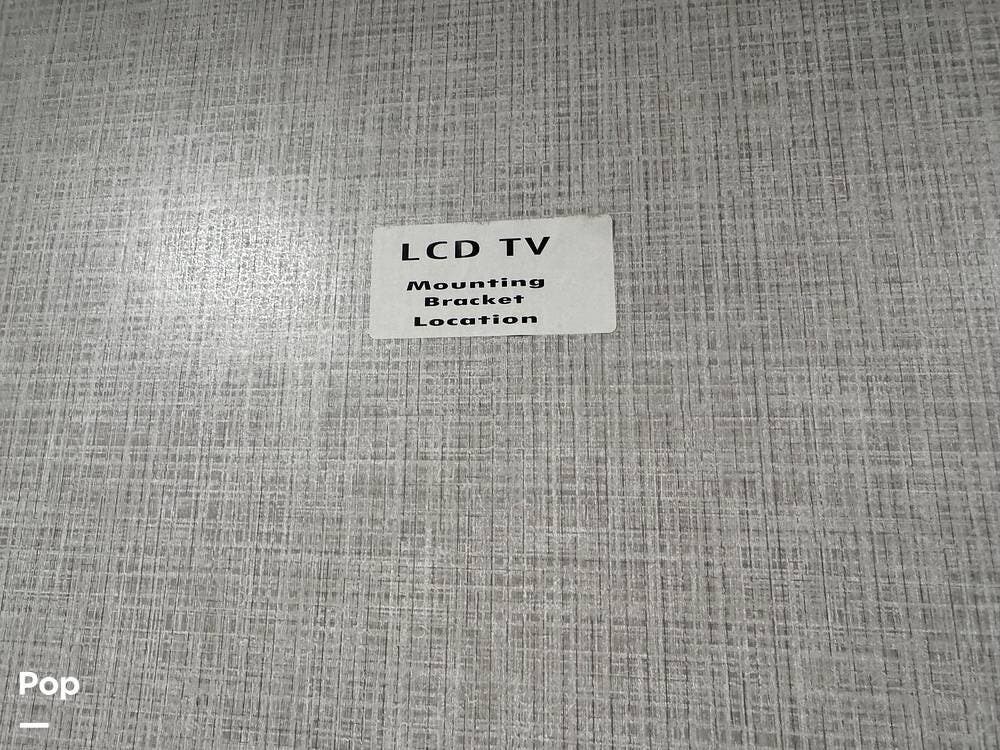 LCD TV
Mounting
Bracket
Location
Pop